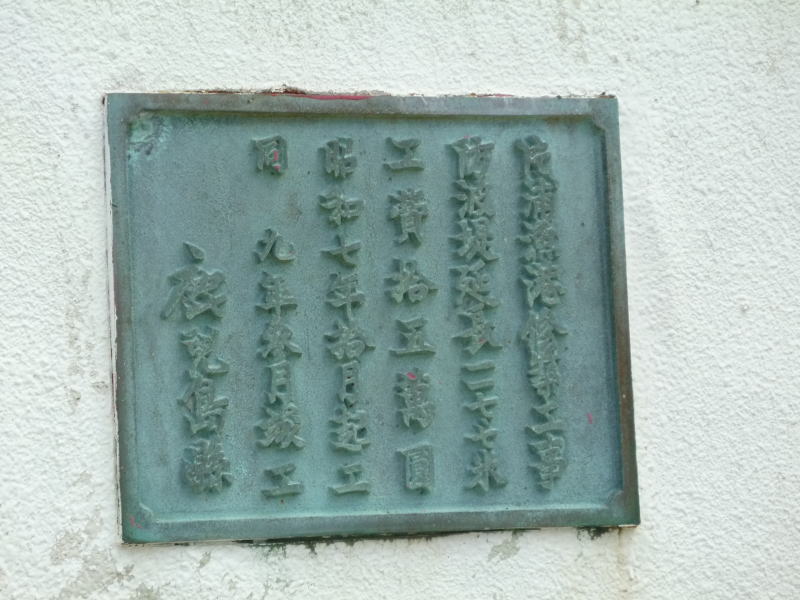 片浦漁港修築工事
防波堤延長二七七米
工費拾五萬圓
昭和七年拾月起工
同 九年参月竣工
鹿児島縣